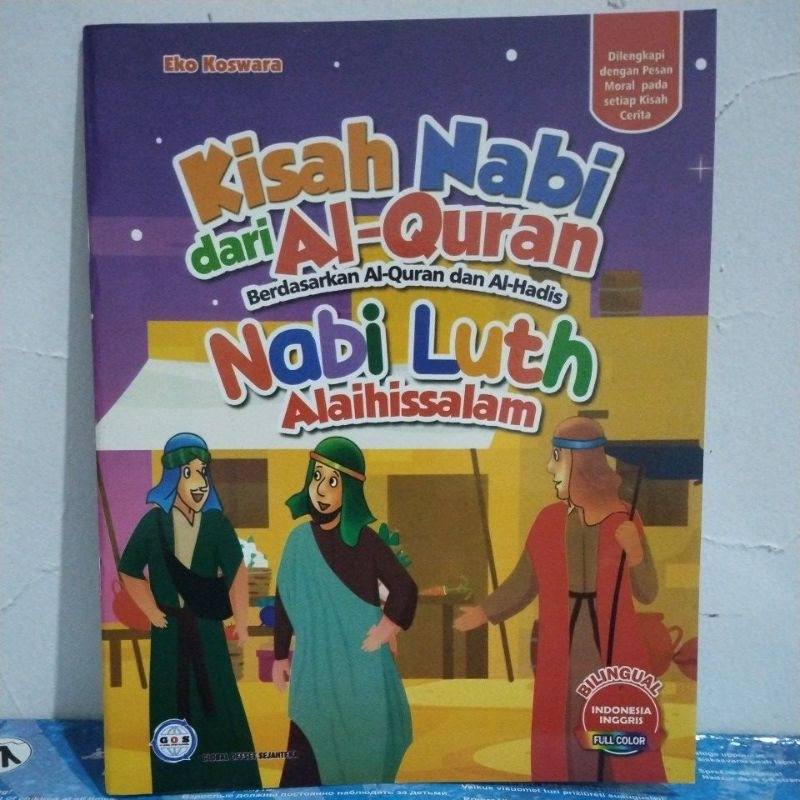 Eko Koswara
Dilengkapi
dengan Pesan
Moral pada
setiap Kisah
Cerita
Kisah Nabi
dari Al-Quran
Berdasarkan Al-Quran dan Al-Hadis
Nabi Luth
Alaihissalam
BILINGUAL
INDONESIA
INGGRIS
FULL COLOR
GOS
GLOBAL OFFSET SEJAHTERA